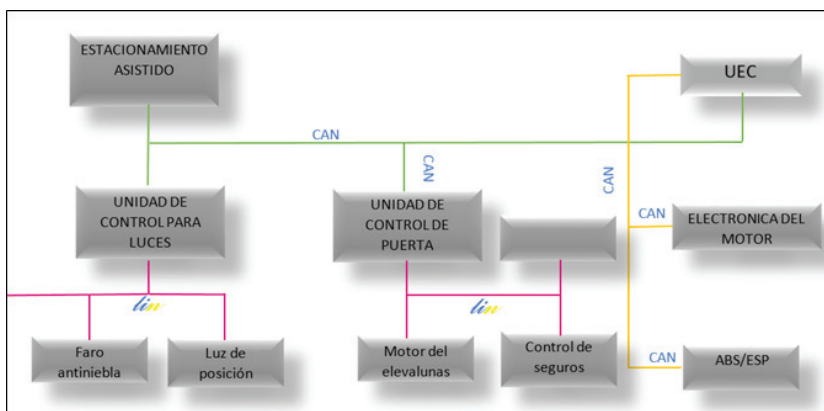 ESTACIONAMIENTO
ASISTIDO
UEC
CAN
CAN
CAN
UNIDAD DE
CONTROL PARA
LUCES
UNIDAD DE
CONTROL DE
PUERTA
CAN
ELECTRONICA DEL
MOTOR
lin
lin
Faro
antiniebla
Luz de
posición
Motor del
elevalunas
Control de
seguros
CAN
ABS/ESP